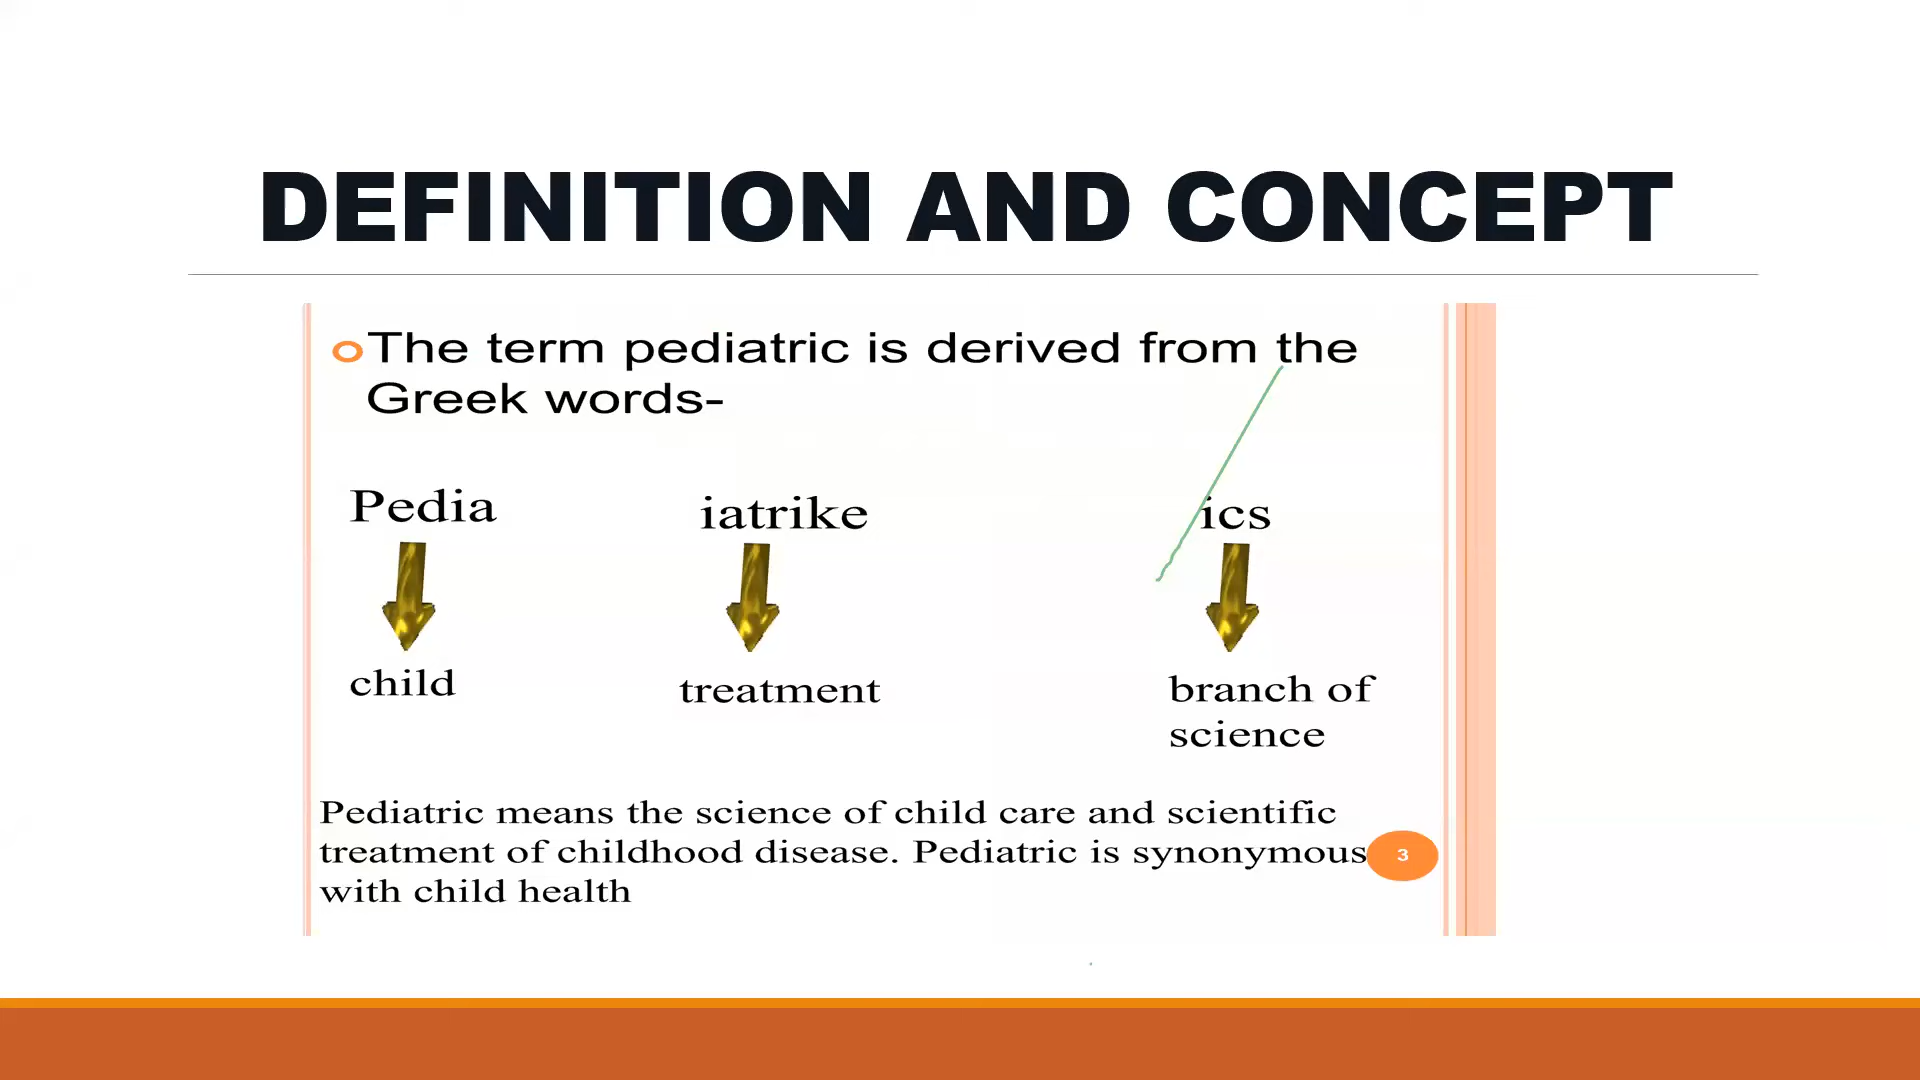 DEFINITION AND CONCEPT
The term pediatric is derived from the
Greek words-
Pedia iatrike ics
child treatment branch of
science
Pediatric means the science of child care and scientific
treatment of childhood disease. Pediatric is synonymous
with child health
3